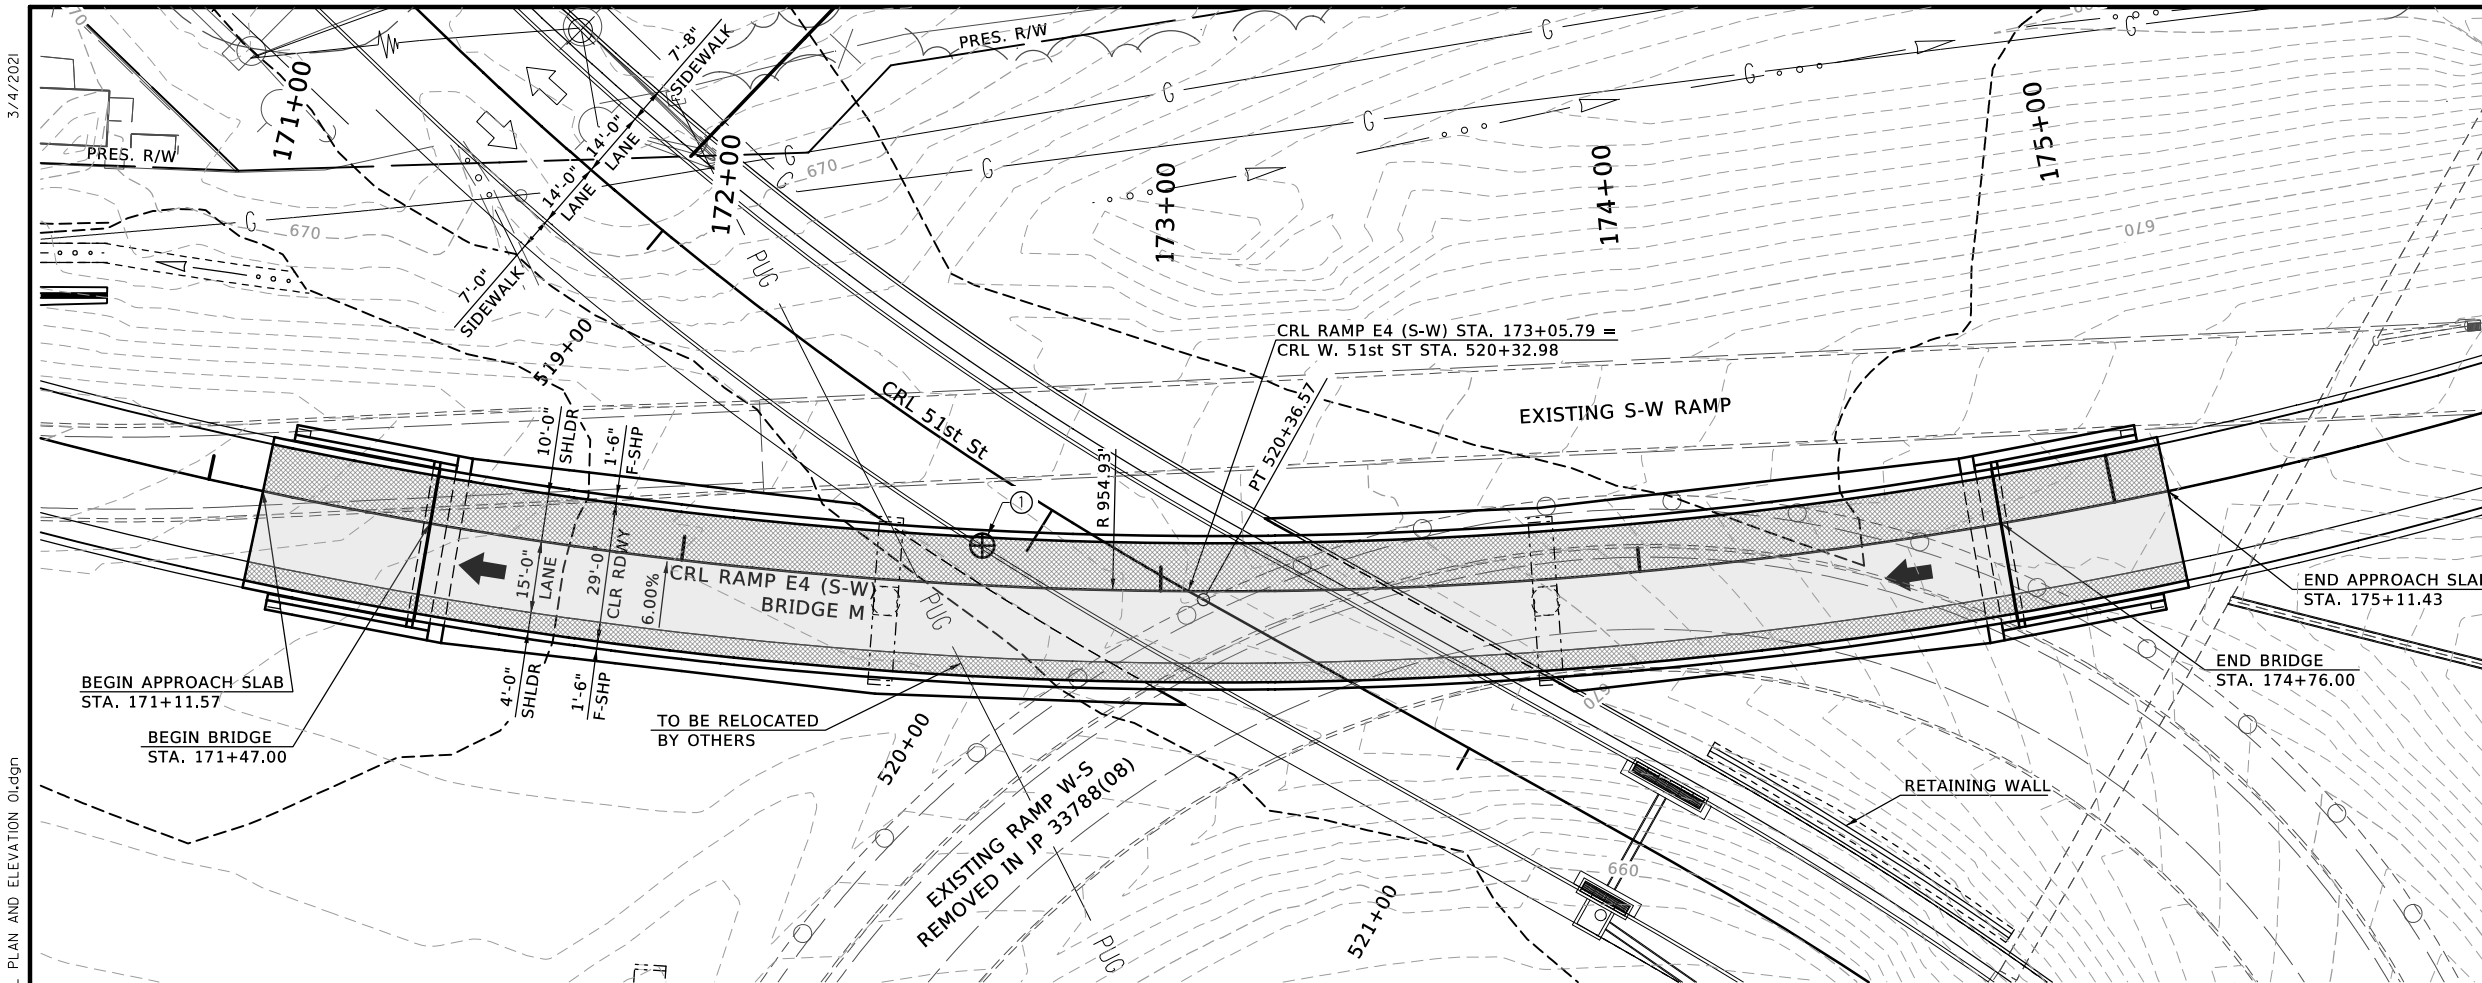 3/4/2021
PLAN AND ELEVATION 01.dgn
70
171+00
PRES. R/W
7'-8"
SIDEWALK
14'-0"
LANE
14'-0"
LANE
7'-0"
SIDEWALK
PRES. R/W
G
G
G
G
G
G
G
G
G
172+00
173+00
174+00
175+00
670
670
670
PUG
519+00
CRL 51st St
CRL RAMP E4 (S-W) STA. 173+05.79 =
CRL W. 51st ST STA. 520+32.98
PT 520+36.57
R 954.93'
EXISTING S-W RAMP
1
10'-0"
SHLDR
1'-6"
F-SHP
15'-0"
LANE
29'-0"
CLR RDWY
6.00%
4'-0"
SHLDR
1'-6"
F-SHP
CRL RAMP E4 (S-W)
BRIDGE M
PUG
BEGIN APPROACH SLAB
STA. 171+11.57
BEGIN BRIDGE
STA. 171+47.00
TO BE RELOCATED
BY OTHERS
END APPROACH SLAB
STA. 175+11.43
END BRIDGE
STA. 174+76.00
670
520+00
EXISTING RAMP W-S
REMOVED IN JP 33788(08)
PUG
RETAINING WALL
660
521+00